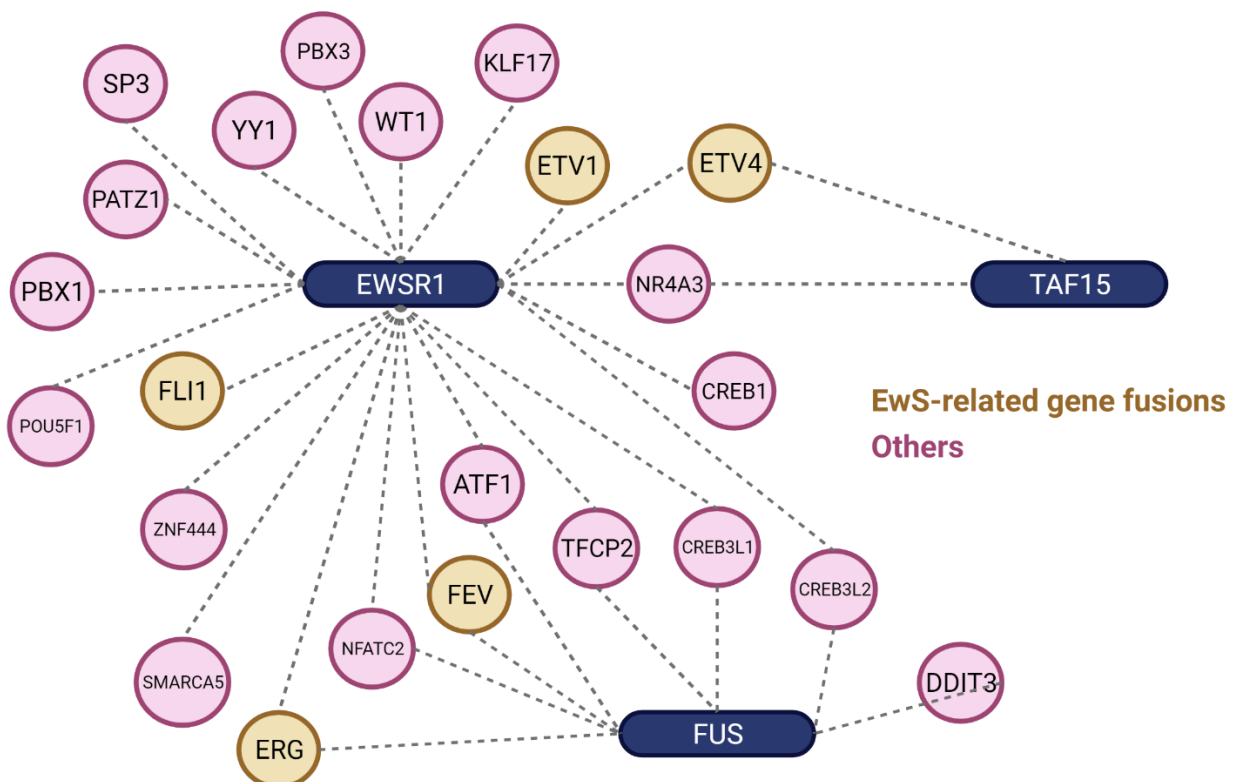 PBX3
KLF17
SP3
YY1
WT1
ETV1
ETV4
PATZ1
EWSR1
NR4A3
TAF15
PBX1
FLI1
CREB1
EwS-related gene fusions
Others
POU5F1
ATF1
ZNF444
TFCP2
CREB3L1
CREB3L2
FEV
NFATC2
SMARCA5
DDIT3
FUS
ERG